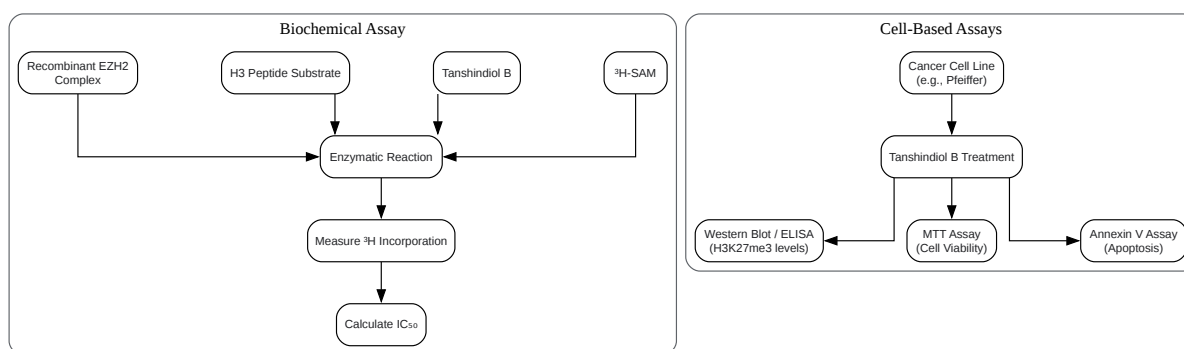 Biochemical Assay
Recombinant EZH2
Complex
H3 Peptide Substrate
Tanshindiol B
³H-SAM
Enzymatic Reaction
Measure ³H Incorporation
Calculate IC₅₀
Cell-Based Assays
Cancer Cell Line
(e.g., Pfeiffer)
Tanshindiol B Treatment
Western Blot / ELISA
(H3K27me3 levels)
MTT Assay
(Cell Viability)
Annexin V Assay
(Apoptosis)